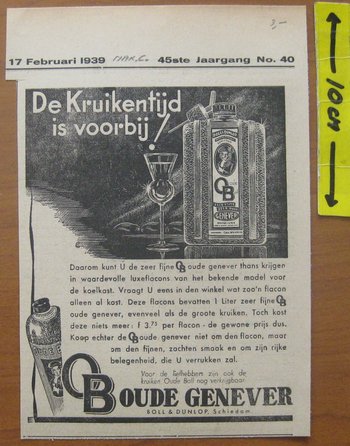 3,-
17 Februari 1939
45ste Jaargang No. 40
De Kruikentijd
is voorbij!
OB
GENEVER
Daarom kunt U de zeer fijne OB oude genever thans krijgen
in waardevolle luxeflacons van het bekende model voor
de koelkast. Vraagt U eens in den winkel wat zoo'n flacon
alleen al kost. Deze flacons bevatten 1 Liter zeer fijne OB
oude genever, evenveel als de groote kruiken. Toch kost
deze niets meer: f 3.75 per flacon - de gewone prijs dus.
Koop echter de OB oude genever niet om den flacon, maar
om den fijnen, zachten smaak en om zijn rijke
belegenheid, die U verrukken zal.
Voor de liefhebbers zijn ook de
kruiken Oude Boll nog verkrijgbaar
OB OUDE GENEVER
BOLL & DUNLOP, Schiedam
10 cm